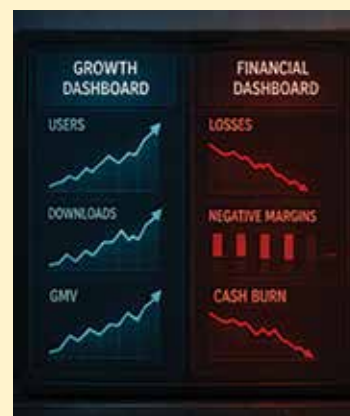 GROWTH
DASHBOARD
USERS
DOWNLOADS
GMV
FINANCIAL
DASHBOARD
LOSSES
NEGATIVE MARGINS
CASH BURN